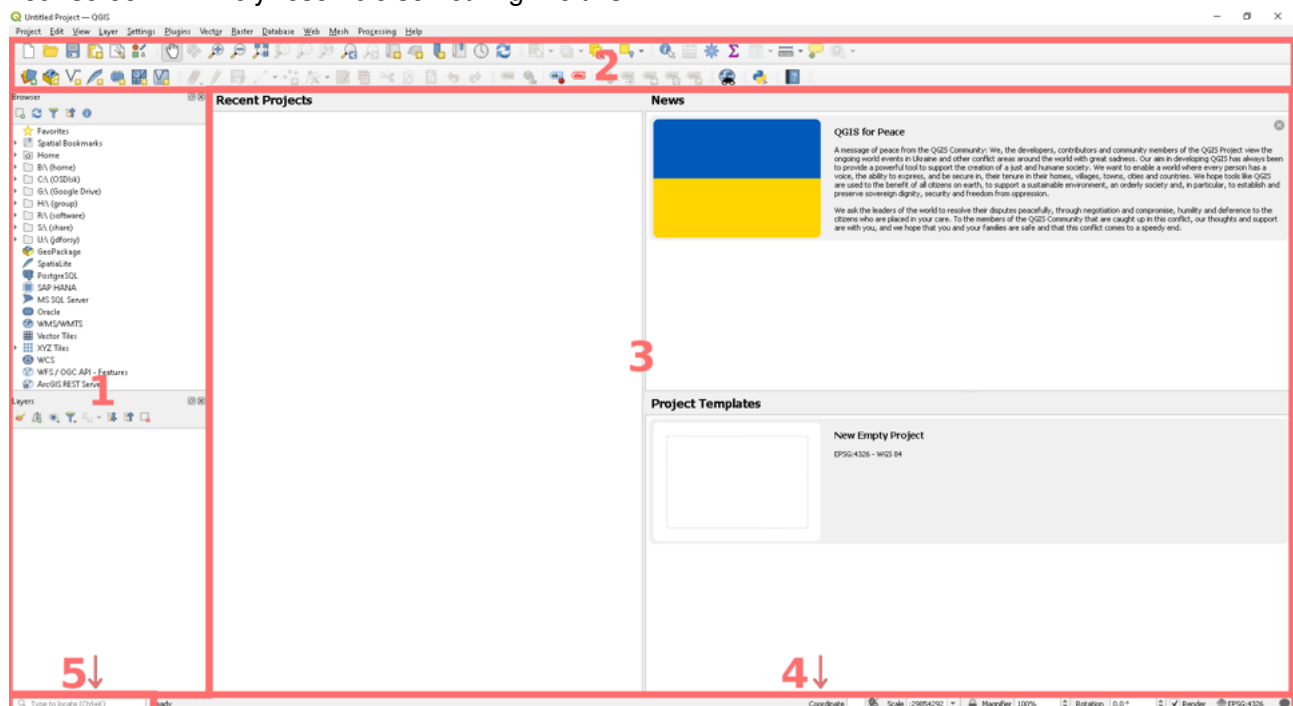 Untitled Project — QGIS
Project Edit View Layer Settings Plugins Vector Raster Database Web Mesh Processing Help
2
Browser
Favorites
Spatial Bookmarks
Home
B:\ (home)
C:\ (OSDisk)
G:\ (Google Drive)
H:\ (group)
R:\ (software)
S:\ (share)
U:\ (jdforsy)
GeoPackage
SpatiaLite
PostgreSQL
SAP HANA
MS SQL Server
Oracle
WMS/WMTS
Vector Tiles
XYZ Tiles
WCS
WFS / OGC API - Features
ArcGIS REST Serve
1
Layers
5↓
Recent Projects
3
News
QGIS for Peace
A message of peace from the QGIS Community: We, the developers, contributors and community members of the QGIS Project view the
ongoing world events in Ukraine and other conflict areas around the world with great sadness. Our aim in developing QGIS has always been
to provide a powerful tool to support the creation of a just and humane society. We want to enable a world where every person has a
voice, the ability to express, and be secure in, their tenure in their homes, villages, towns, cities and countries. We hope tools like QGIS
are used to the benefit of all citizens on earth, to support a sustainable environment, an orderly society and, in particular, to establish and
preserve sovereign dignity, security and freedom from oppression.
We ask the leaders of the world to resolve their disputes peacefully, through negotiation and compromise, humility and deference to the
citizens who are placed in your care. To the members of the QGIS Community that are caught up in this conflict, our thoughts and support
are with you, and we hope that you and your families are safe and that this conflict comes to a speedy end.
Project Templates
New Empty Project
EPSG:4326 - WGS 84
4↓
Type to locate (Ctrl+K)
eady
Coordinate Scale :29854292 Magnifier 100% Rotation 0.0 ° Render EPSG:4326